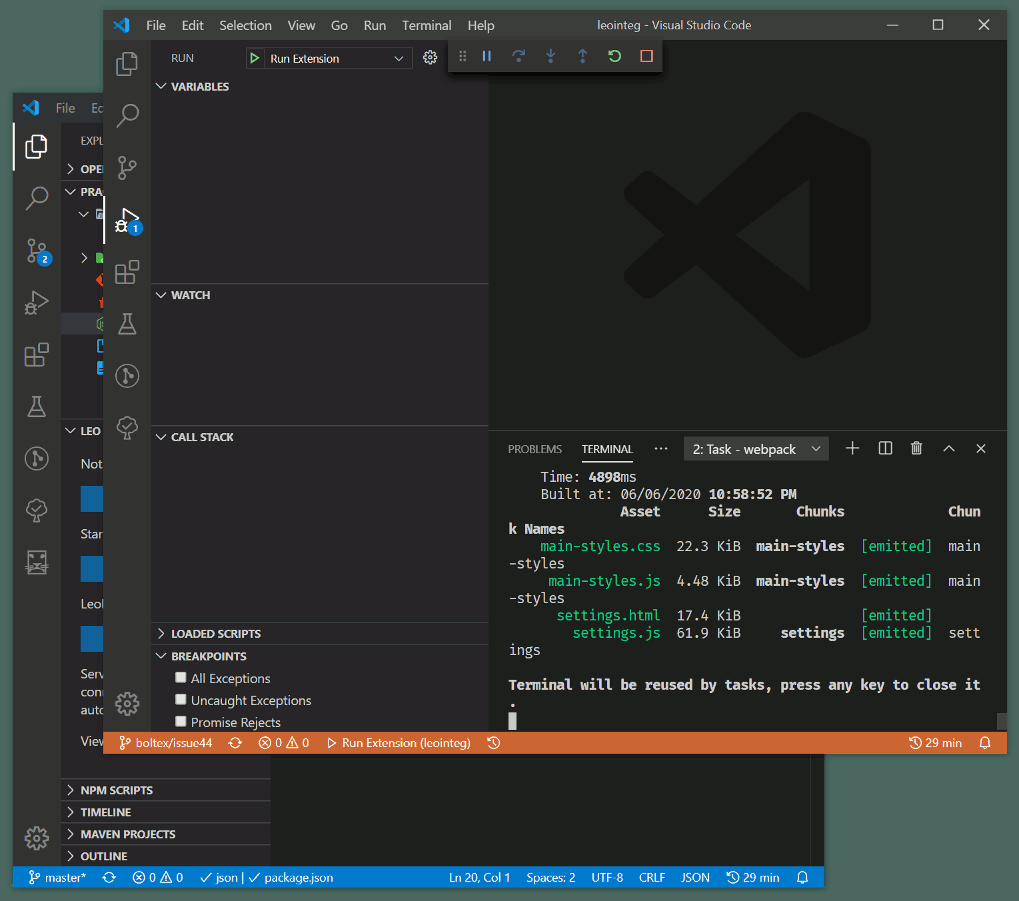 File Edit Selection View Go Run Terminal Help leointeg - Visual Studio Code
RUN Run Extension
VARIABLES
1
WATCH
CALL STACK
LOADED SCRIPTS
BREAKPOINTS
All Exceptions
Uncaught Exceptions
Promise Rejects
PROBLEMS TERMINAL ··· 2: Task - webpack
Time: 4898ms
Built at: 06/06/2020 10:58:52 PM
Asset Size Chunks Chun
k Names
main-styles.css 22.3 KiB main-styles [emitted] main
-styles
main-styles.js 4.48 KiB main-styles [emitted] main
-styles
settings.html 17.4 KiB [emitted]
settings.js 61.9 KiB settings [emitted] sett
ings
Terminal will be reused by tasks, press any key to close it
.
boltex/issue44 0 0 Run Extension (leointeg) 29 min
File Ec
EXPL
OPE
PRA
2
LEO
Not
Star
Leol
Serv
con
auto
View
NPM SCRIPTS
TIMELINE
MAVEN PROJECTS
OUTLINE
master* 0 0 json | package.json Ln 20, Col 1 Spaces: 2 UTF-8 CRLF JSON 29 min